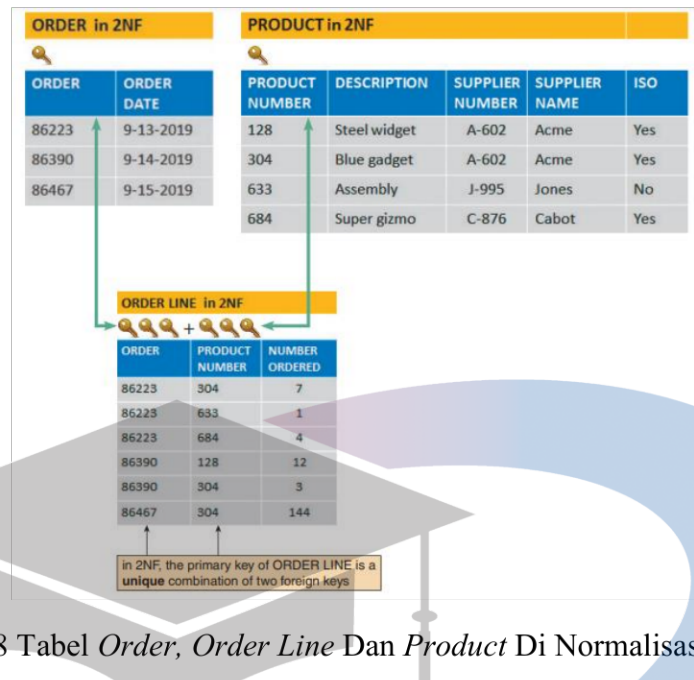 ORDER in 2NF
ORDER ORDER DATE
86223 9-13-2019
86390 9-14-2019
86467 9-15-2019
PRODUCT in 2NF
PRODUCT NUMBER DESCRIPTION SUPPLIER NUMBER SUPPLIER NAME ISO
128 Steel widget A-602 Acme Yes
304 Blue gadget A-602 Acme Yes
633 Assembly J-995 Jones No
684 Super gizmo C-876 Cabot Yes
ORDER LINE in 2NF
+
ORDER PRODUCT NUMBER NUMBER ORDERED
86223 304 7
86223 633 1
86223 684 4
86390 128 12
86390 304 3
86467 304 144
in 2NF, the primary key of ORDER LINE is a
unique combination of two foreign keys
8 Tabel Order, Order Line Dan Product Di Normalisas